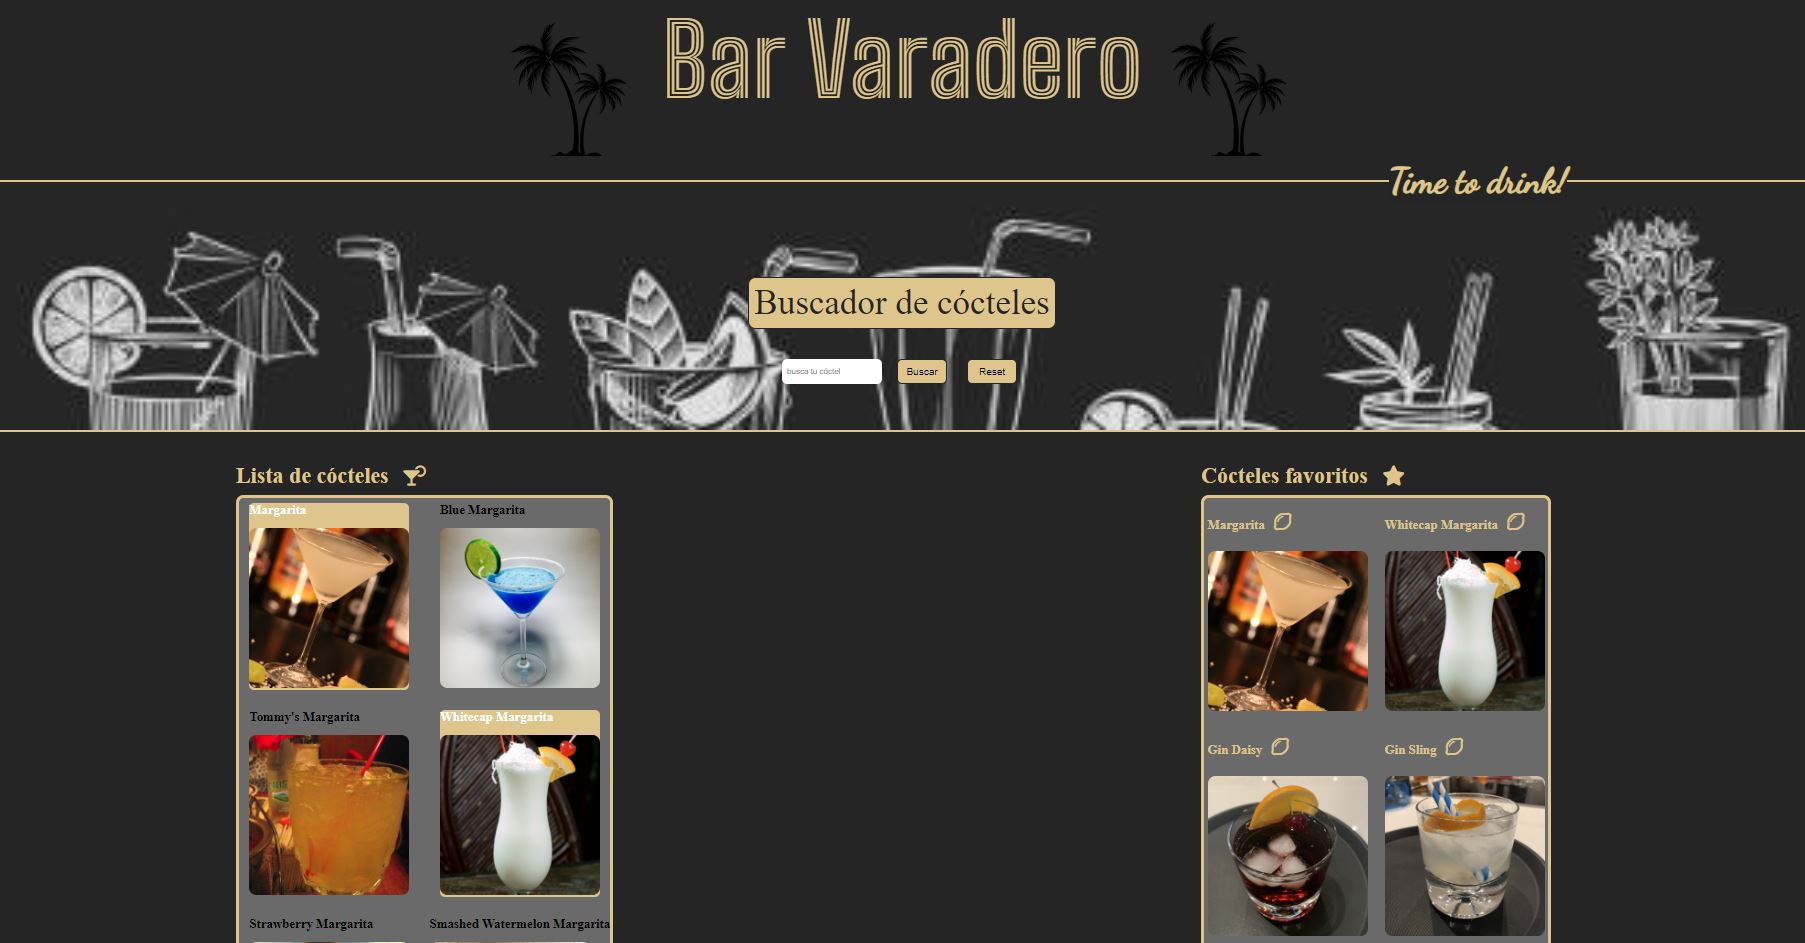 Bar Varadero
Time to drink!
Buscador de cócteles
busca tu cóctel
Buscar
Reset
Lista de cócteles
Margarita
Blue Margarita
Tommy's Margarita
Whitecap Margarita
Strawberry Margarita
Smashed Watermelon Margarita
Cócteles favoritos
Margarita
Whitecap Margarita
Gin Daisy
Gin Sling